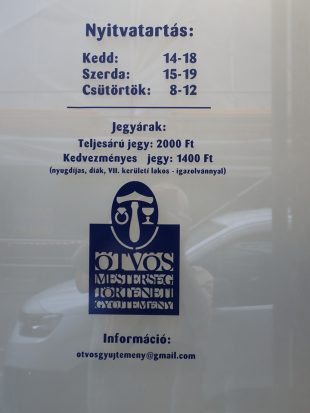 Nyitvatartás:
Kedd: 14-18
Szerda: 15-19
Csütörtök: 8-12
Jegyárak:
Teljesárú jegy: 2000 Ft
Kedvezményes jegy: 1400 Ft
(nyugdíjas, diák, VII. kerületi lakos - igazolvánnyal)
ÖTVÖS
MESTERSÉG
TÖRTÉNETI
GYŰJTEMÉNY
Információ:
otvosgyujtemeny@gmail.com